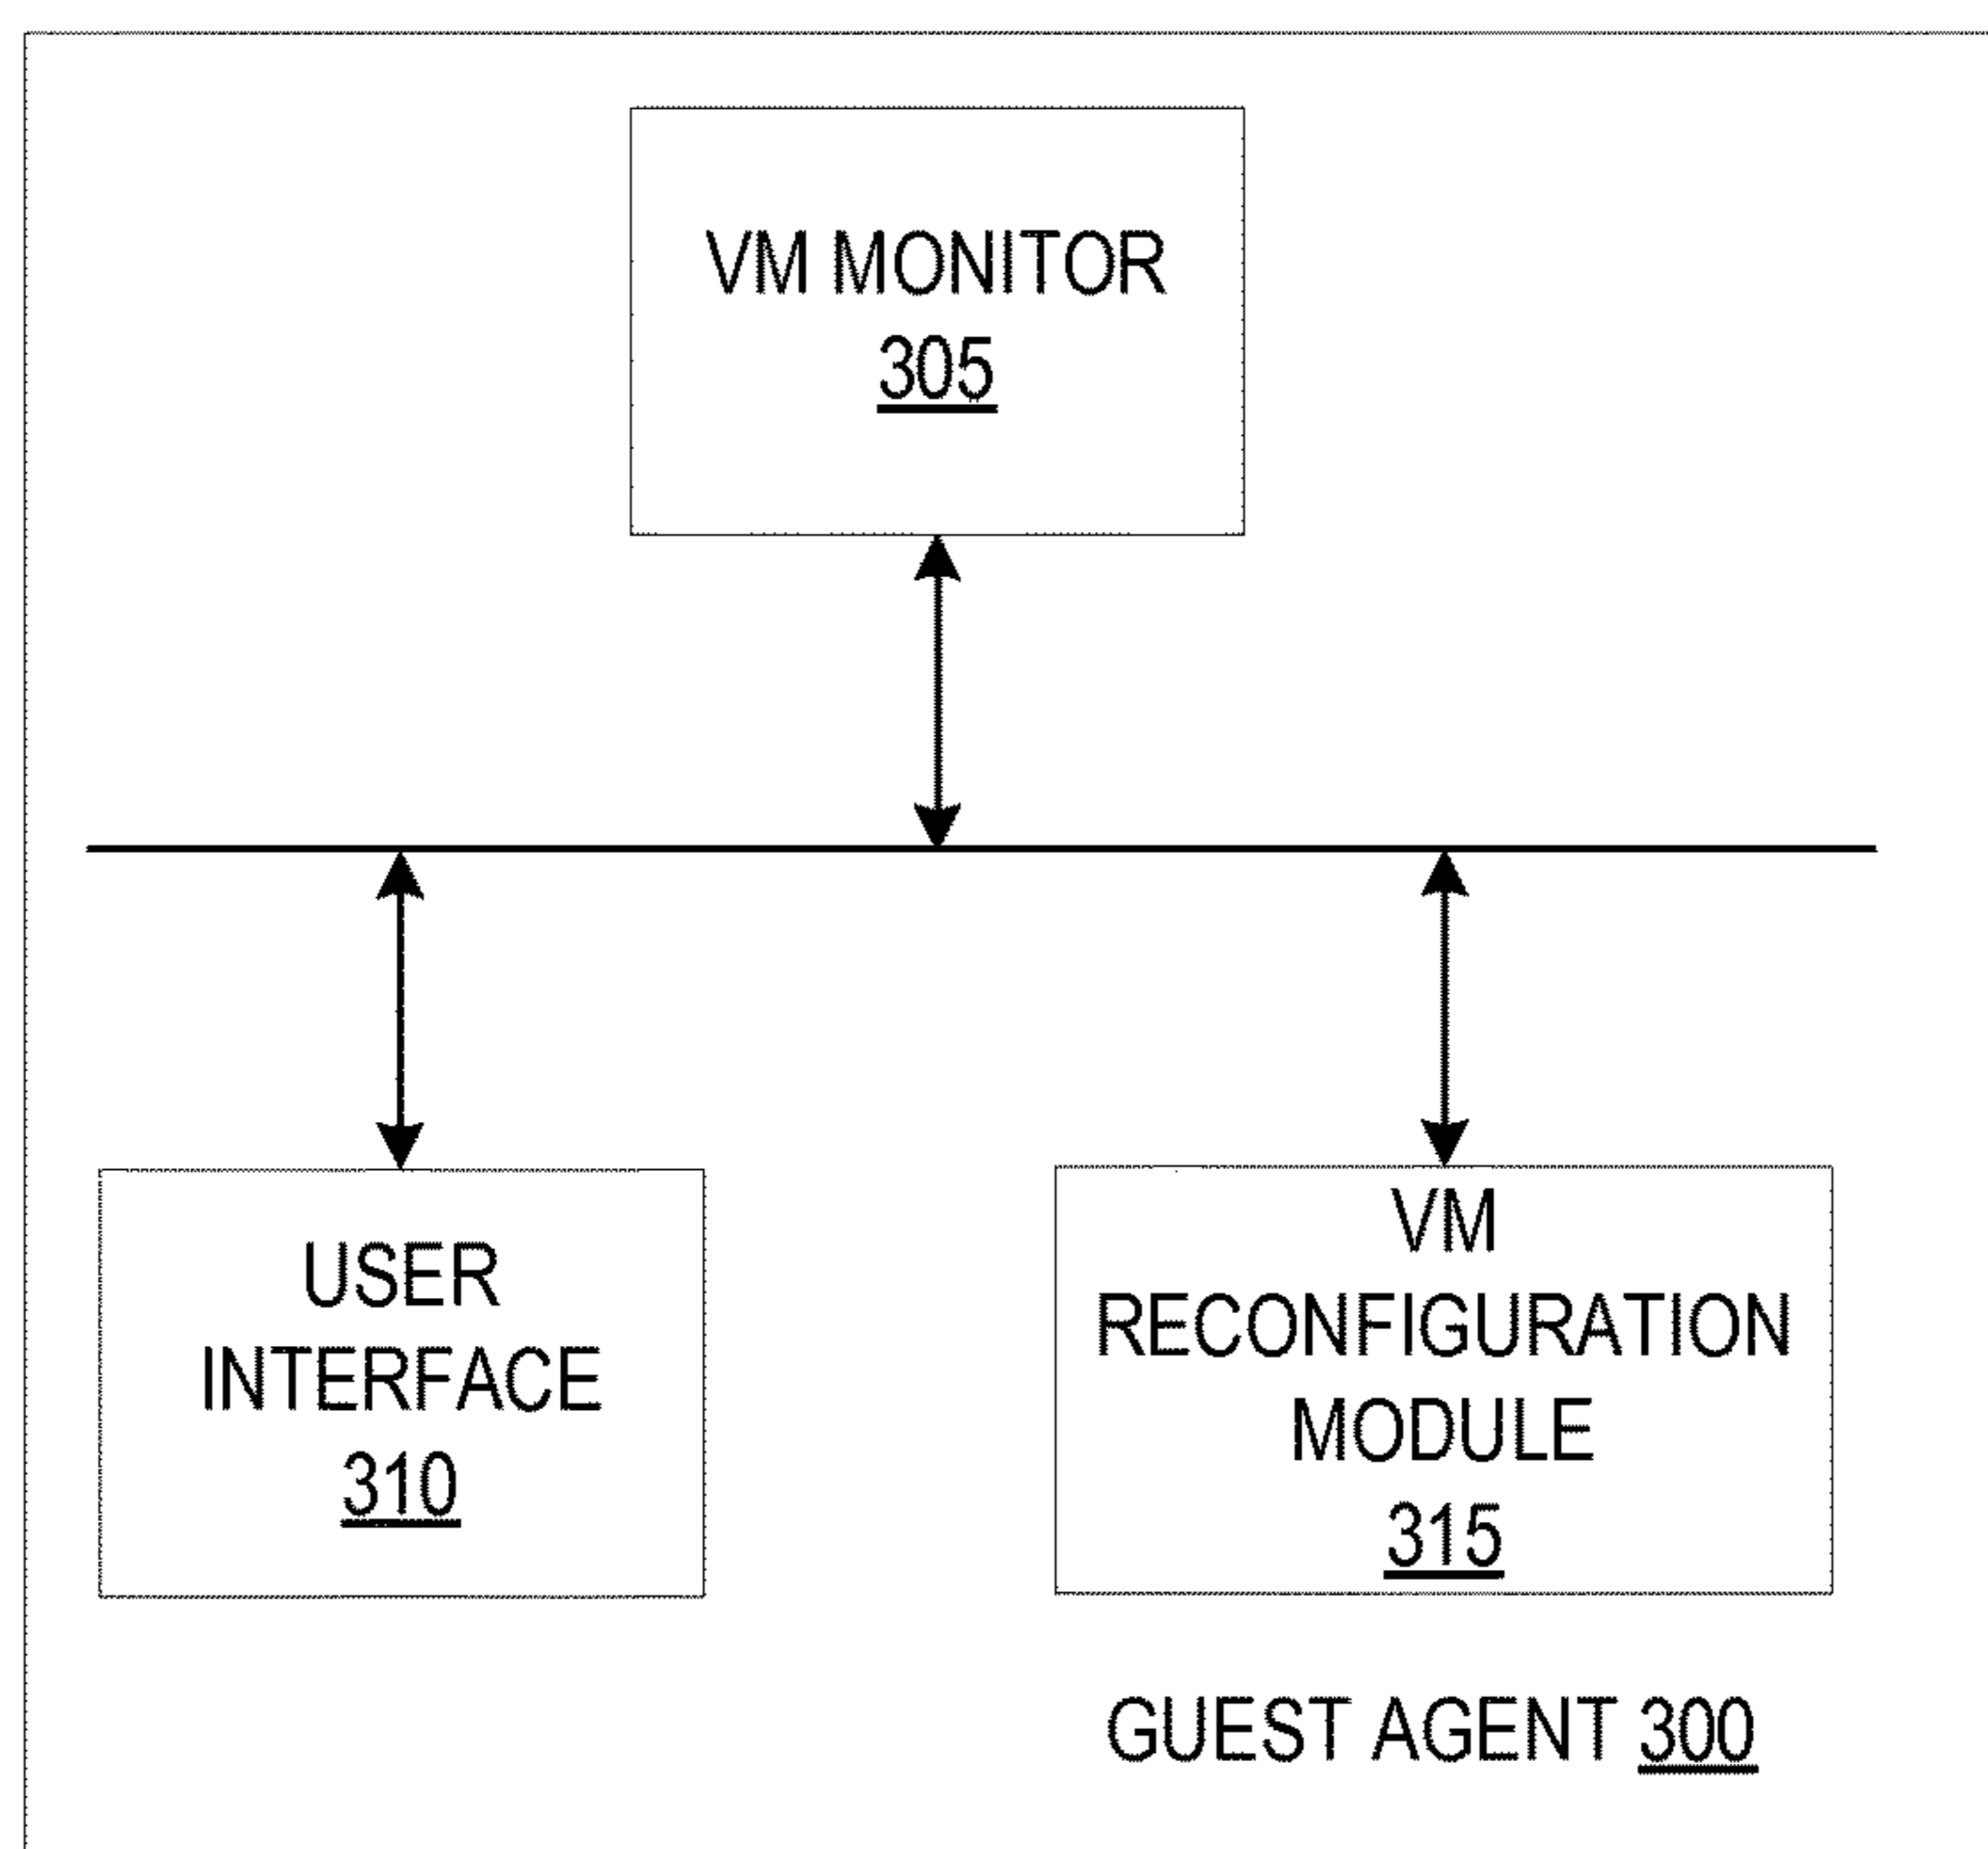 VM MONITOR
305
USER
INTERFACE
310
VM
RECONFIGURATION
MODULE
315
GUEST AGENT 300